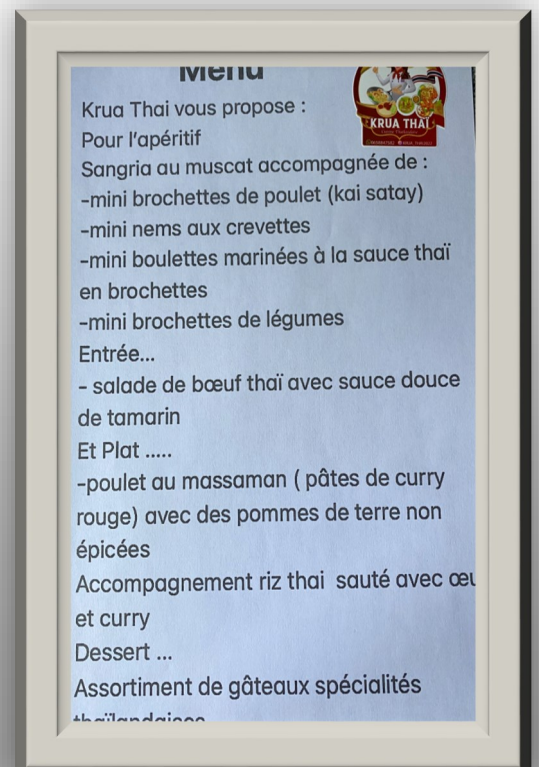 Menu
KRUA THAI
Krua Thai vous propose :
Pour l'apéritif
Sangria au muscat accompagnée de :
-mini brochettes de poulet (kai satay)
-mini nems aux crevettes
-mini boulettes marinées à la sauce thaï
en brochettes
-mini brochettes de légumes
Entrée...
- salade de bœuf thaï avec sauce douce
de tamarin
Et Plat .....
-poulet au massaman ( pâtes de curry
rouge) avec des pommes de terre non
épicées
Accompagnement riz thai sauté avec
et curry
Dessert ...
Assortiment de gâteaux spécialités
thaïlandaises